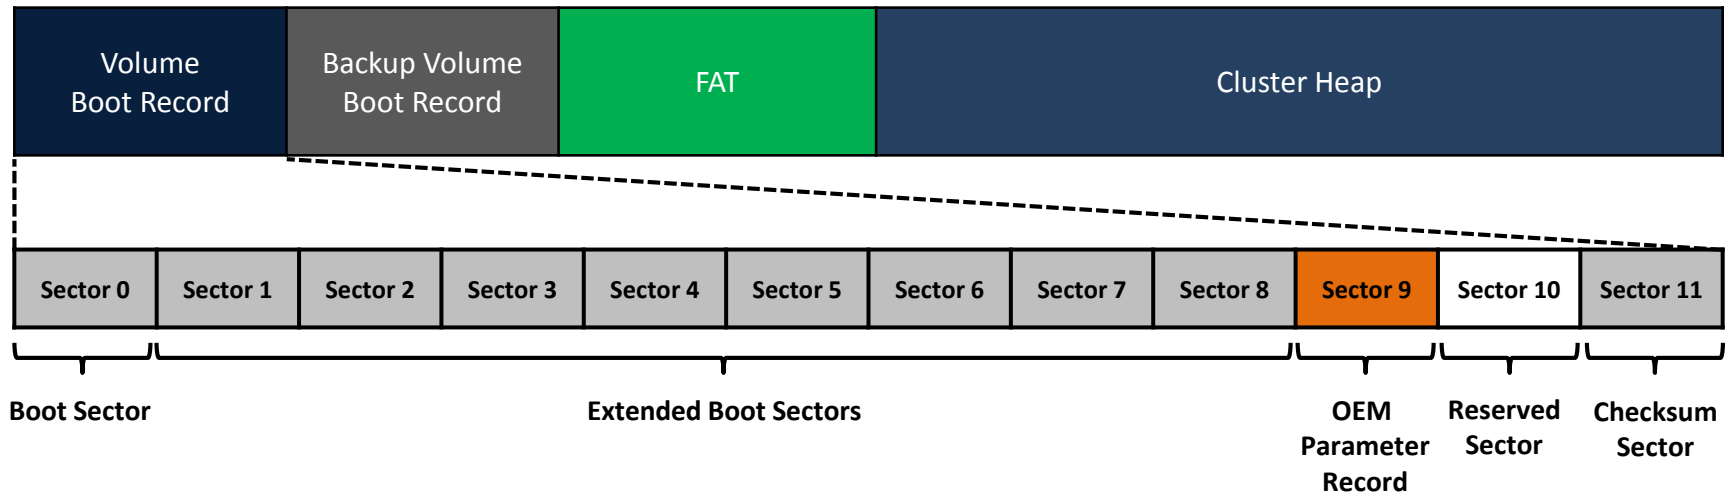 Volume
Boot Record
Backup Volume
Boot Record
FAT
Cluster Heap
Sector 0
Sector 1
Sector 2
Sector 3
Sector 4
Sector 5
Sector 6
Sector 7
Sector 8
Sector 9
Sector 10
Sector 11
Boot Sector
Extended Boot Sectors
OEM
Parameter
Record
Reserved
Sector
Checksum
Sector